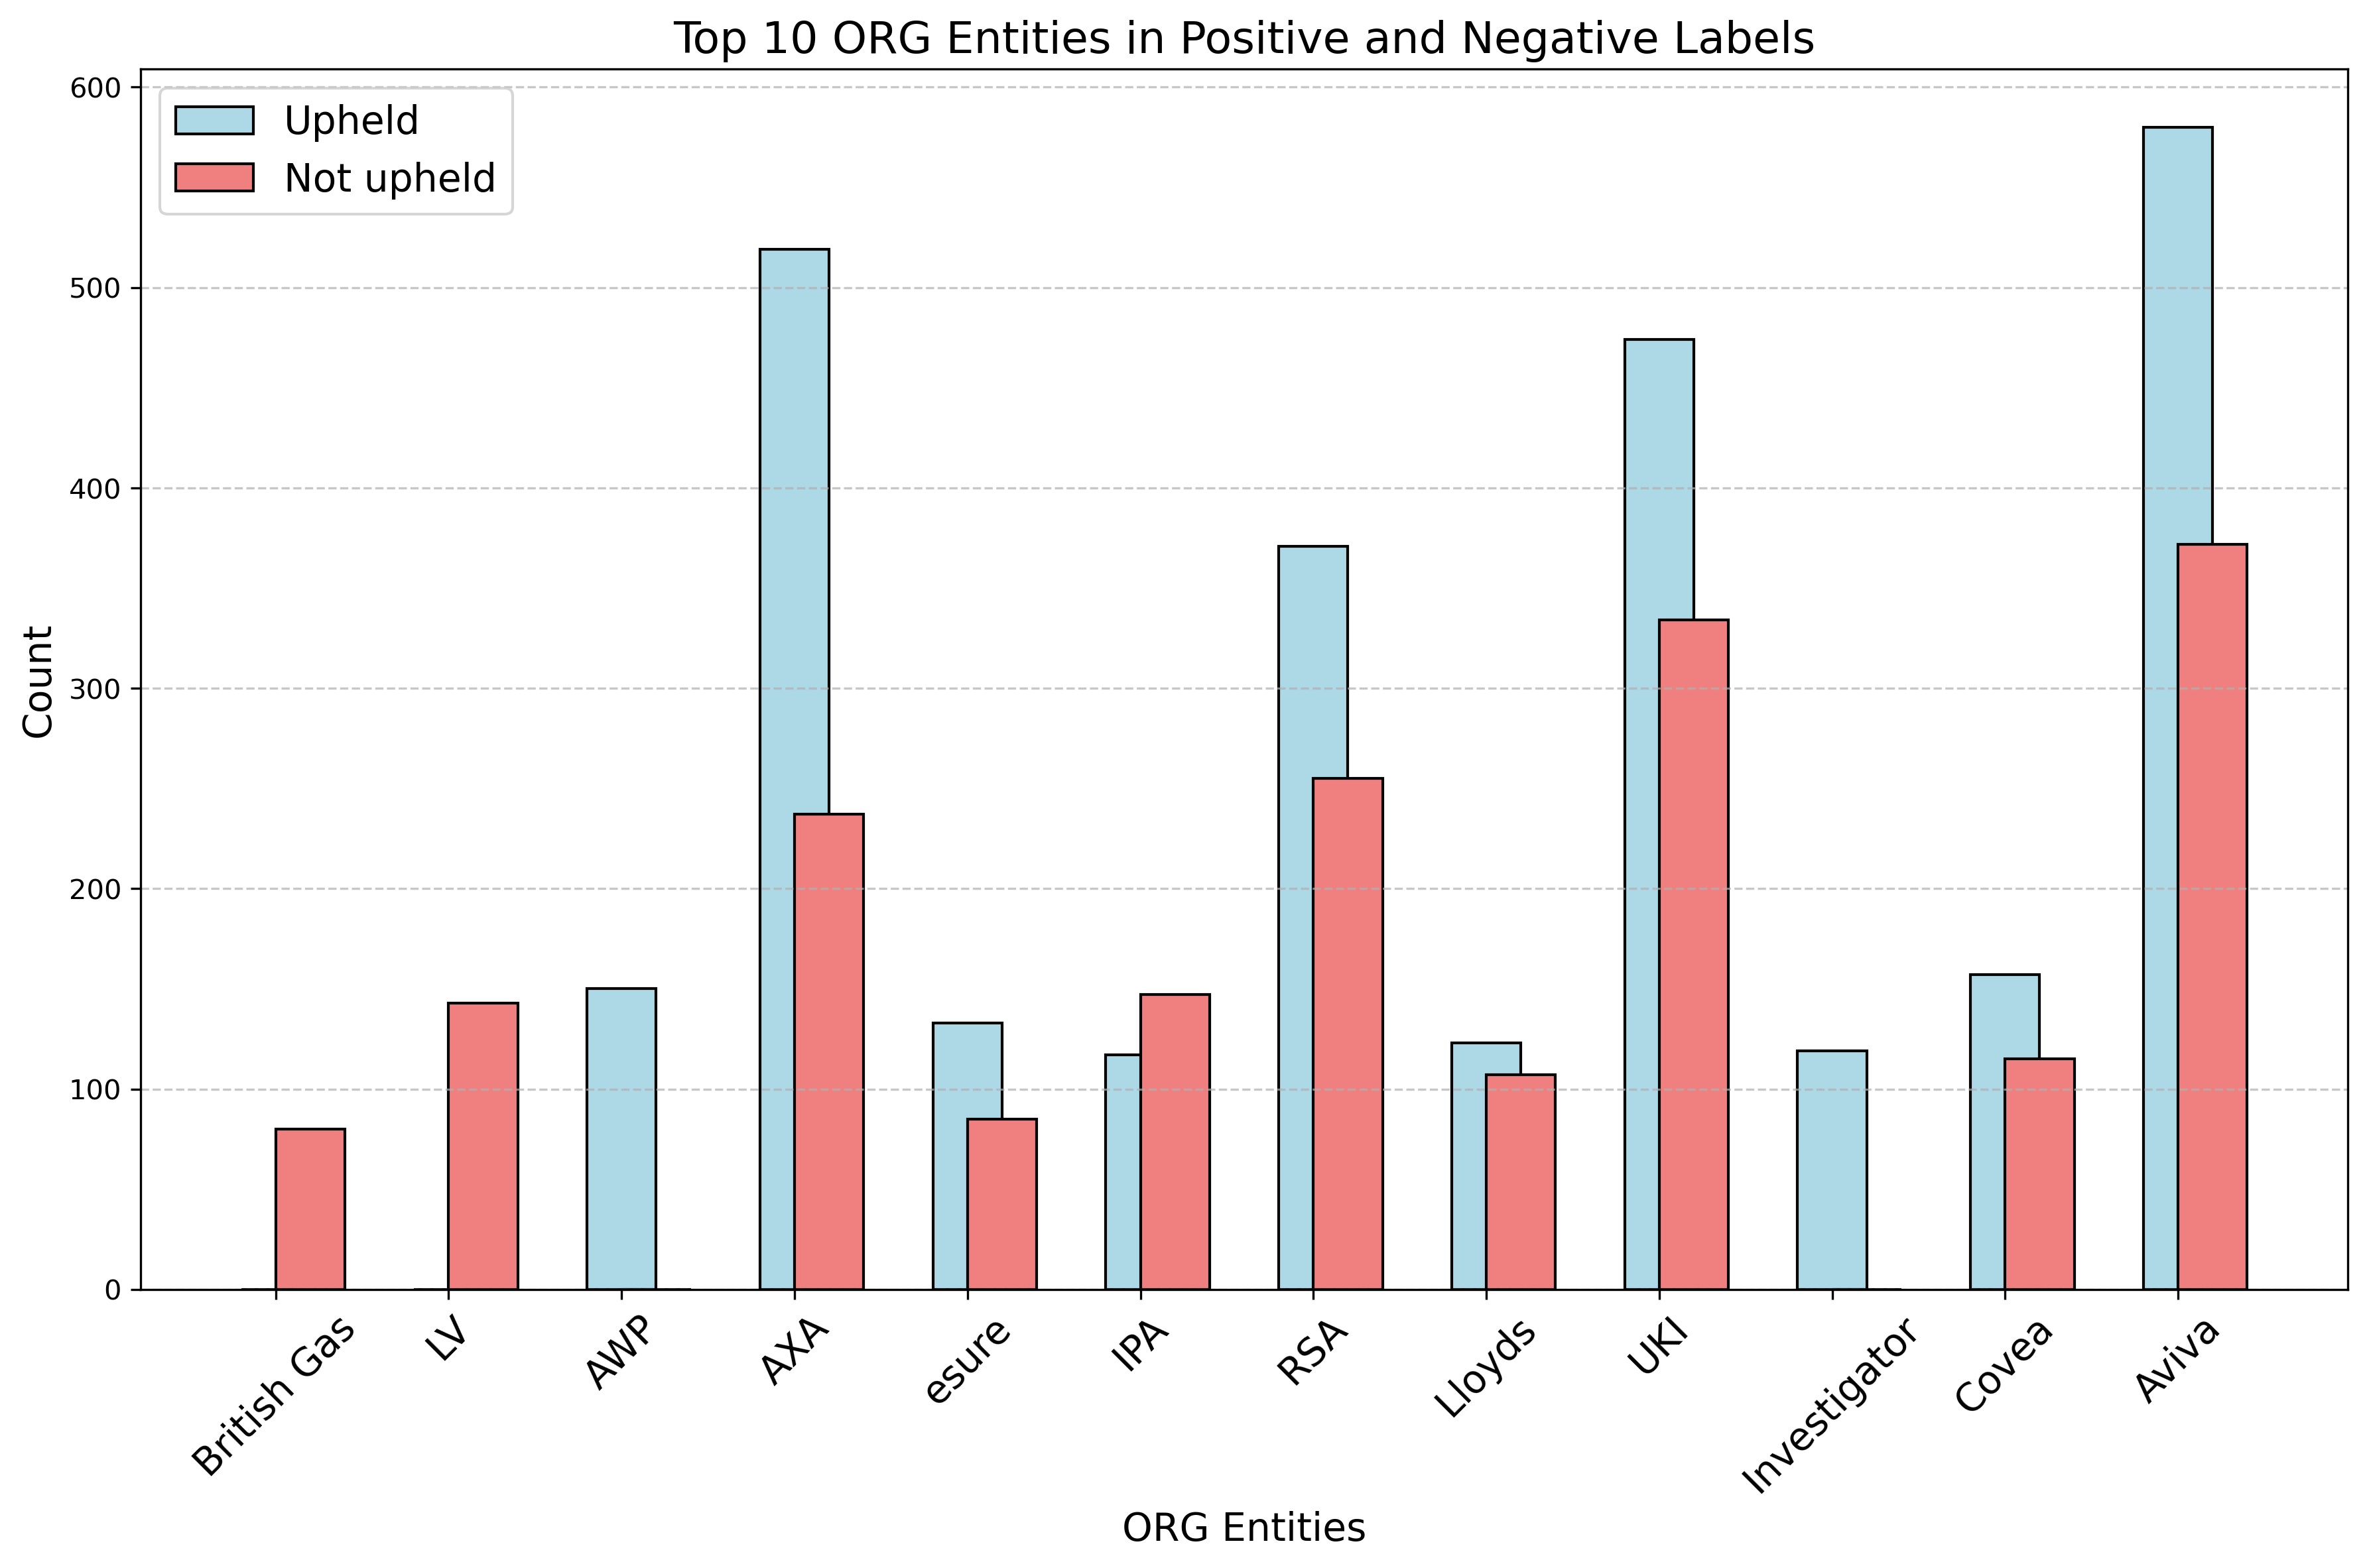 Top 10 ORG Entities in Positive and Negative Labels
Upheld
Not upheld
Count
600
500
400
300
200
100
0
British Gas
LV
AWP
AXA
esure
IPA
RSA
Lloyds
UKI
Investigator
Covea
Aviva
ORG Entities